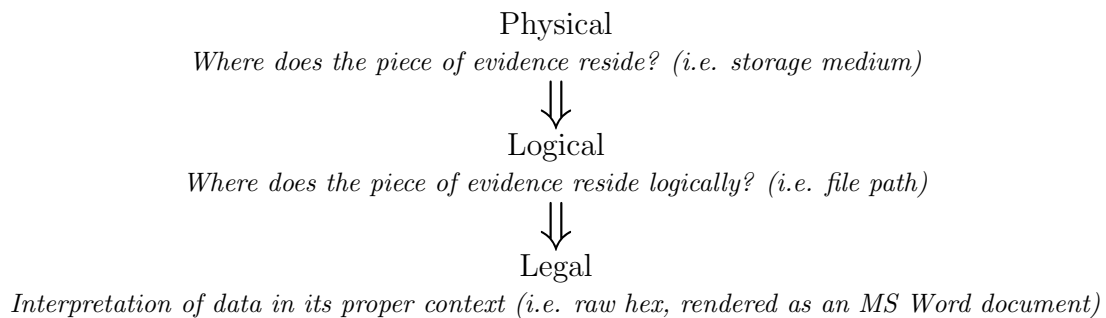 Physical
Where does the piece of evidence reside? (i.e. storage medium)
Logical
Where does the piece of evidence reside logically? (i.e. file path)
Legal
Interpretation of data in its proper context (i.e. raw hex, rendered as an MS Word document)